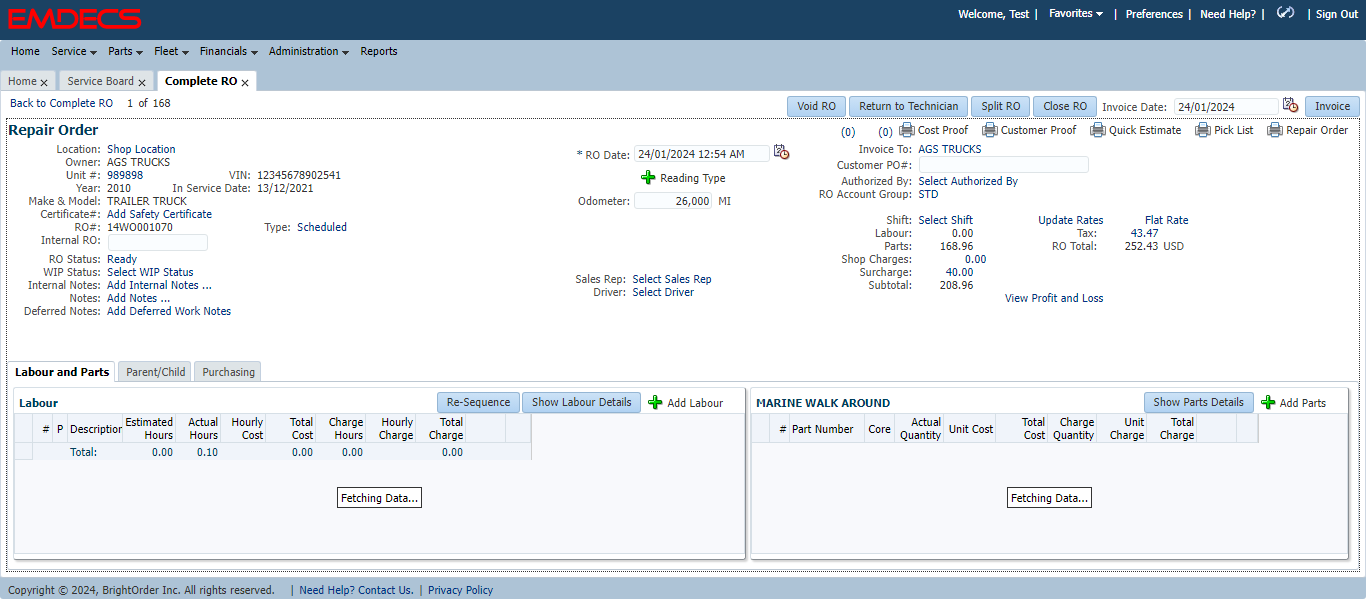 EMDECS
Welcome, Test | Favorites | Preferences | Need Help? | | Sign Out
Home Service Parts Fleet Financials Administration Reports
Home x Service Board x Complete RO x
Back to Complete RO 1 of 168
Void RO Return to Technician Split RO Close RO Invoice Date: 24/01/2024 Invoice
Repair Order
(0) (0) Cost Proof Customer Proof Quick Estimate Pick List Repair Order
Location: Shop Location
Owner: AGS TRUCKS
Unit #: 989898 VIN: 12345678902541
Year: 2010 In Service Date: 13/12/2021
Make & Model: TRAILER TRUCK
Certificate#: Add Safety Certificate
RO#: 14WO001070 Type: Scheduled
Internal RO:
RO Status: Ready
WIP Status: Select WIP Status
Internal Notes: Add Internal Notes ...
Notes: Add Notes ...
Deferred Notes: Add Deferred Work Notes
* RO Date: 24/01/2024 12:54 AM
Reading Type
Odometer: 26,000 MI
Sales Rep: Select Sales Rep
Driver: Select Driver
Invoice To: AGS TRUCKS
Customer PO#:
Authorized By: Select Authorized By
RO Account Group: STD
Shift: Select Shift Update Rates Flat Rate
Labour: 0.00 Tax: 43.47
Parts: 168.96 RO Total: 252.43 USD
Shop Charges: 0.00
Surcharge: 40.00
Subtotal: 208.96
View Profit and Loss
Labour and Parts Parent/Child Purchasing
Labour Re-Sequence Show Labour Details Add Labour
# P Description Estimated Hours Actual Hours Hourly Cost Total Cost Charge Hours Hourly Charge Total Charge
Total: 0.00 0.10 0.00 0.00 0.00
Fetching Data...
MARINE WALK AROUND Show Parts Details Add Parts
# Part Number Core Actual Quantity Unit Cost Total Cost Charge Quantity Unit Charge Total Charge
Fetching Data...
Copyright © 2024, BrightOrder Inc. All rights reserved. | Need Help? Contact Us. | Privacy Policy